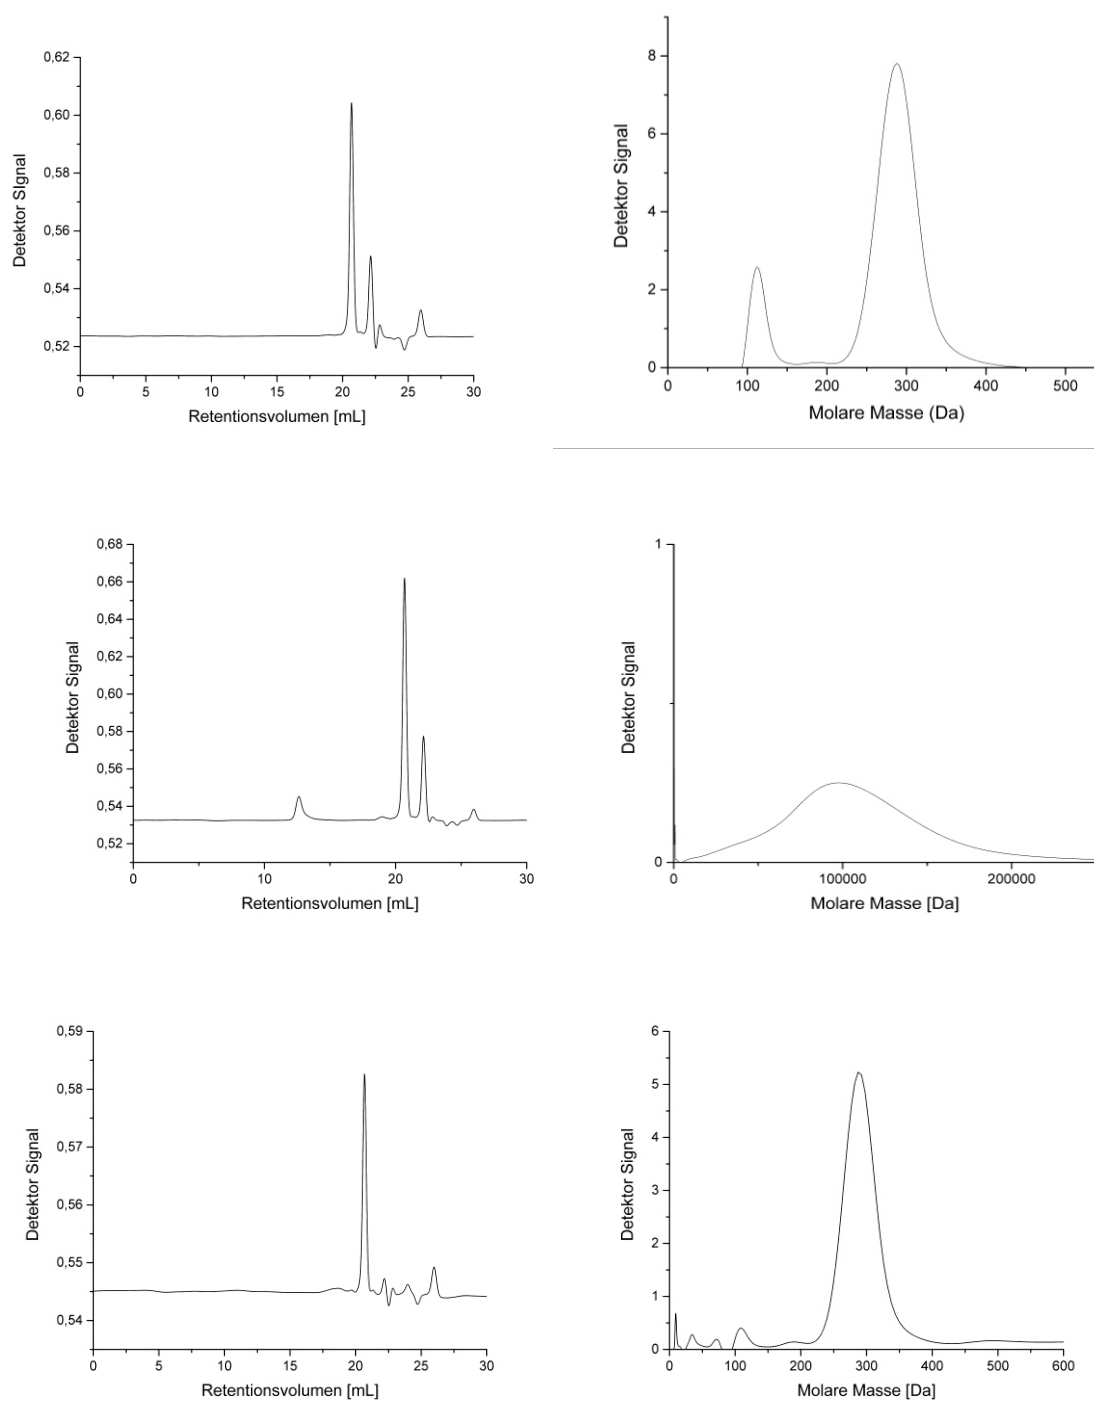 0,62
0,60
0,58
0,56
0,54
0,52
Detektor SIgnal
0 5 10 15 20 25 30
Retentionsvolumen [mL]
8
6
4
2
0
Detektor Signal
0 100 200 300 400 500
Molare Masse (Da)
0,68
0,66
0,64
0,62
0,60
0,58
0,56
0,54
0,52
Detektor Signal
0 10 20 30
Retentionsvolumen [mL]
1
0
Detektor Signal
0 100000 200000
Molare Masse [Da]
0,59
0,58
0,57
0,56
0,55
0,54
Detektor Signal
0 5 10 15 20 25 30
Retentionsvolumen [mL]
6
5
4
3
2
1
0
Detektor Signal
0 100 200 300 400 500 600
Molare Masse [Da]